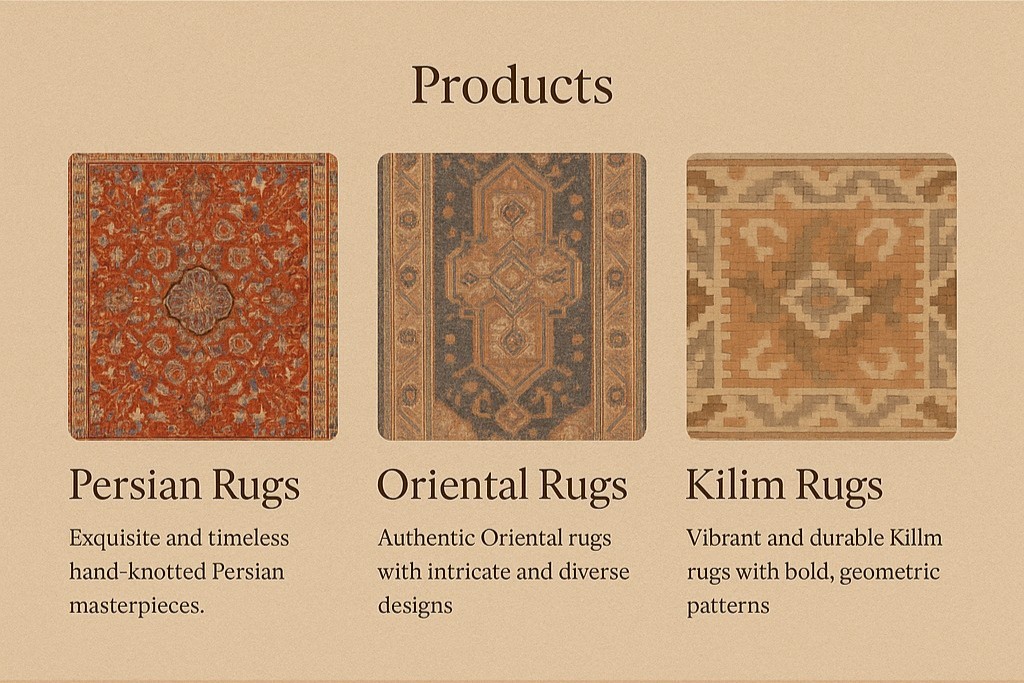 Products
Persian Rugs
Exquisite and timeless
hand-knotted Persian
masterpieces.
Oriental Rugs
Authentic Oriental rugs
with intricate and diverse
designs
Kilim Rugs
Vibrant and durable Killm
rugs with bold, geometric
patterns